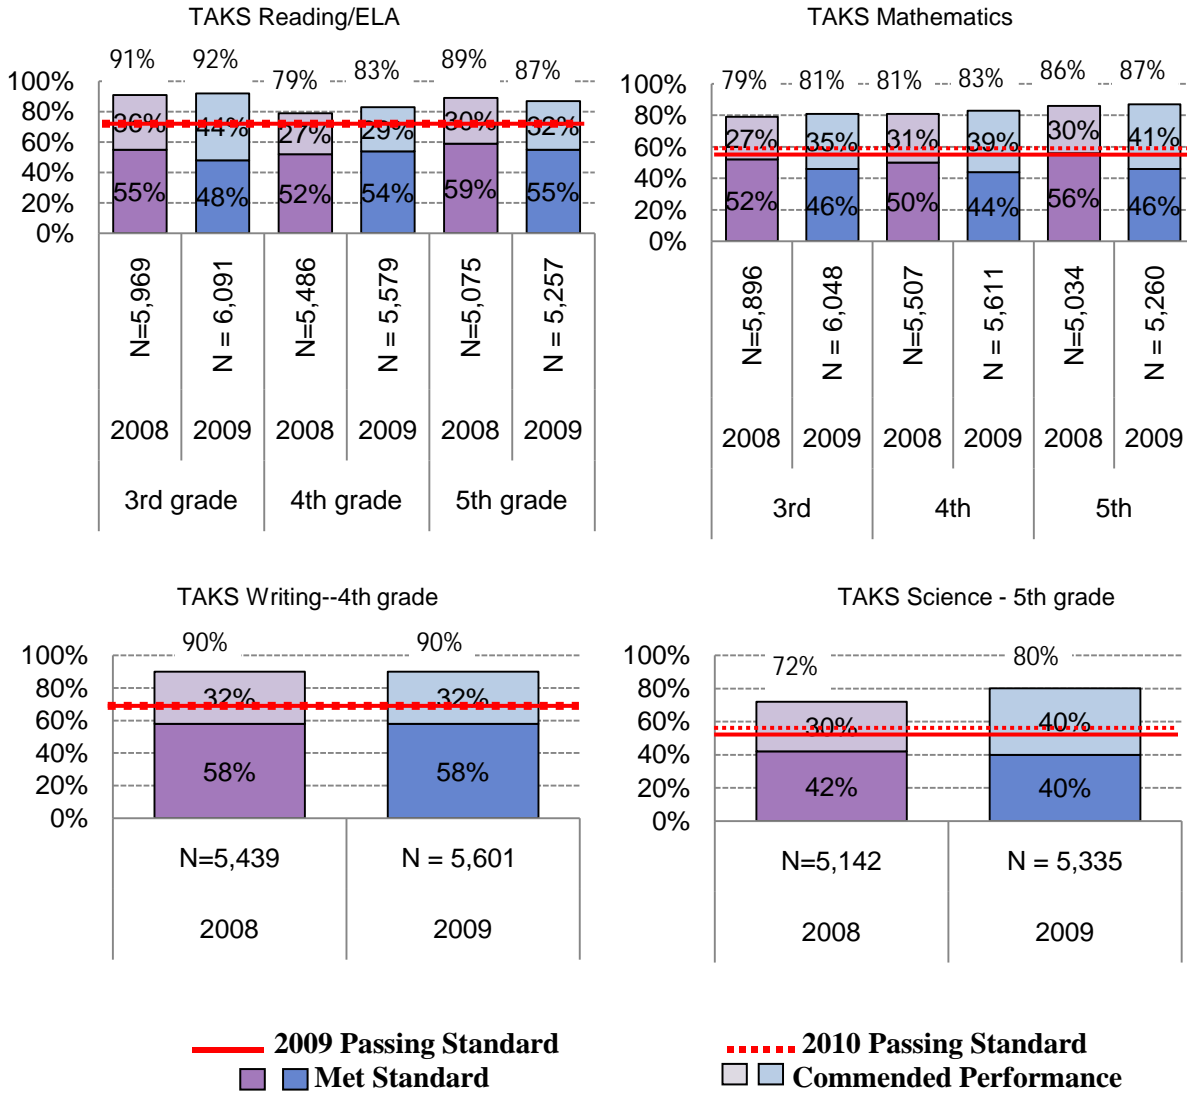 TAKS Reading/ELA
91% 92% 79% 83% 89% 87%
100%
80%
60%
40%
20%
0%
36% 44% 27% 29% 30% 32%
55% 48% 52% 54% 59% 55%
N=5,969 N = 6,091 N=5,486 N = 5,579 N=5,075 N = 5,257
2008 2009 2008 2009 2008 2009
3rd grade 4th grade 5th grade
TAKS Mathematics
79% 81% 81% 83% 86% 87%
100%
80%
60%
40%
20%
0%
27% 35% 31% 39% 30% 41%
52% 46% 50% 44% 56% 46%
N=5,896 N = 6,048 N=5,507 N = 5,611 N=5,034 N = 5,260
2008 2009 2008 2009 2008 2009
3rd 4th 5th
TAKS Writing--4th grade
90% 90%
100%
80%
60%
40%
20%
0%
32% 32%
58% 58%
N=5,439 N = 5,601
2008 2009
TAKS Science - 5th grade
72% 80%
100%
80%
60%
40%
20%
0%
30% 40%
42% 40%
N=5,142 N = 5,335
2008 2009
2009 Passing Standard 2010 Passing Standard
Met Standard Commended Performance